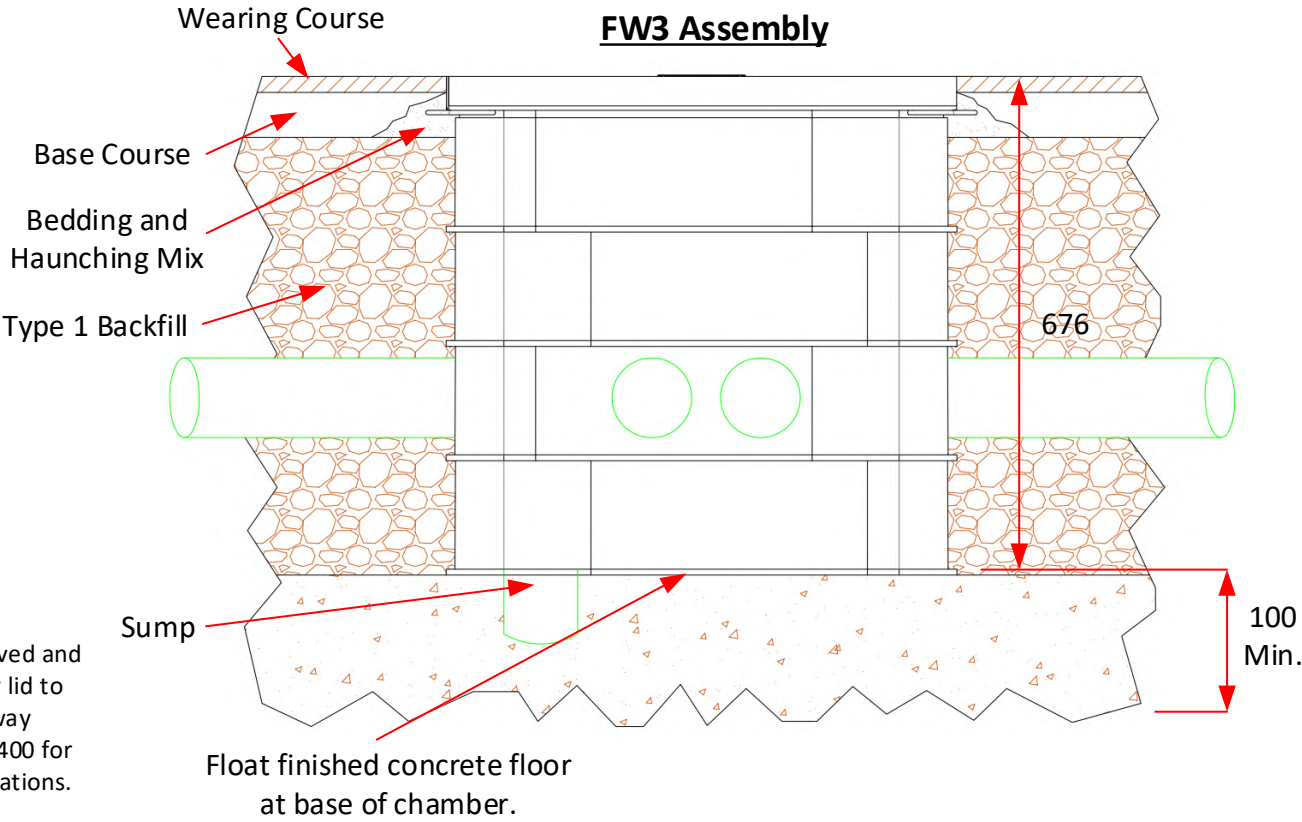 FW3 Assembly
Wearing Course
Base Course
Bedding and
Haunching Mix
Type 1 Backfill
676
Sump
100
Min.
ved and
lid to
way
400 for
ations.
Float finished concrete floor
at base of chamber.